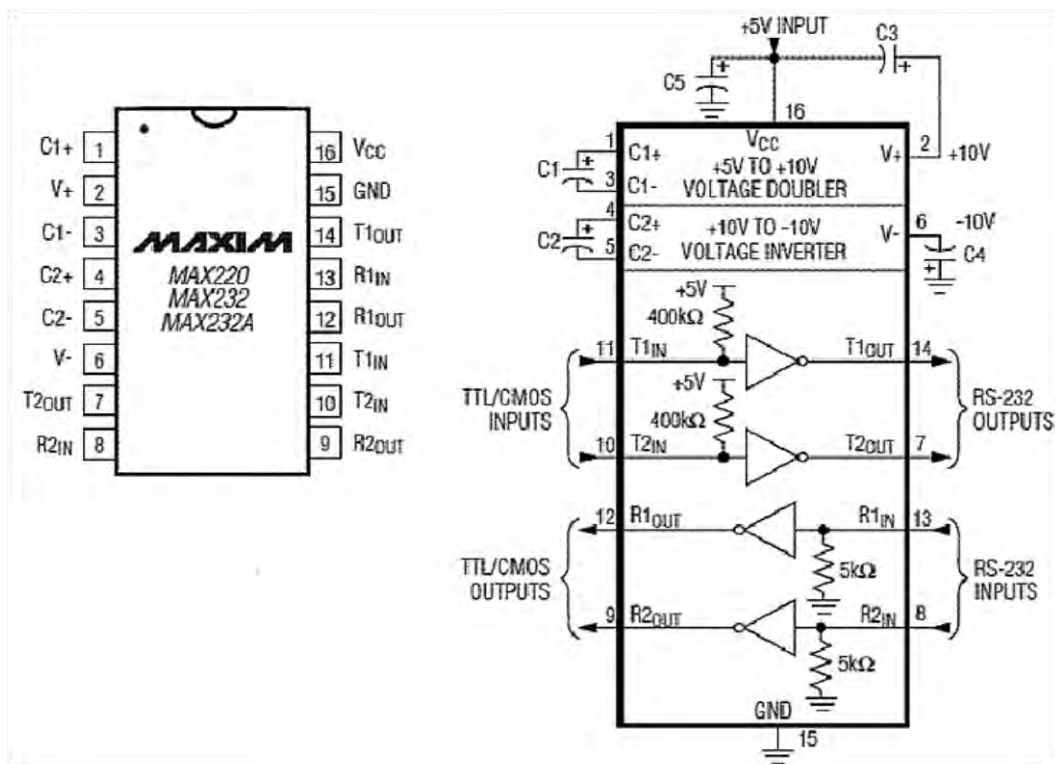 C1+ 1
V+ 2
C1- 3
C2+ 4
C2- 5
V- 6
T2OUT 7
R2IN 8
MAXIM
MAX220
MAX232
MAX232A
16 VCC
15 GND
14 T1OUT
13 R1IN
12 R1OUT
11 T1IN
10 T2IN
9 R2OUT
+5V INPUT
C3
+
C5
+
16
VCC
1
C1+
C1
+
3
C1-
+5V TO +10V
VOLTAGE DOUBLER
V+
2
+10V
4
C2+
C2
+
5
C2-
+10V TO -10V
VOLTAGE INVERTER
V-
6
-10V
C4
+
+5V
400kΩ
11
T1IN
T1OUT
14
TTL/CMOS
INPUTS
+5V
400kΩ
RS-232
OUTPUTS
10
T2IN
T2OUT
7
12
R1OUT
R1IN
13
TTL/CMOS
OUTPUTS
5kΩ
RS-232
INPUTS
9
R2OUT
R2IN
8
5kΩ
GND
15